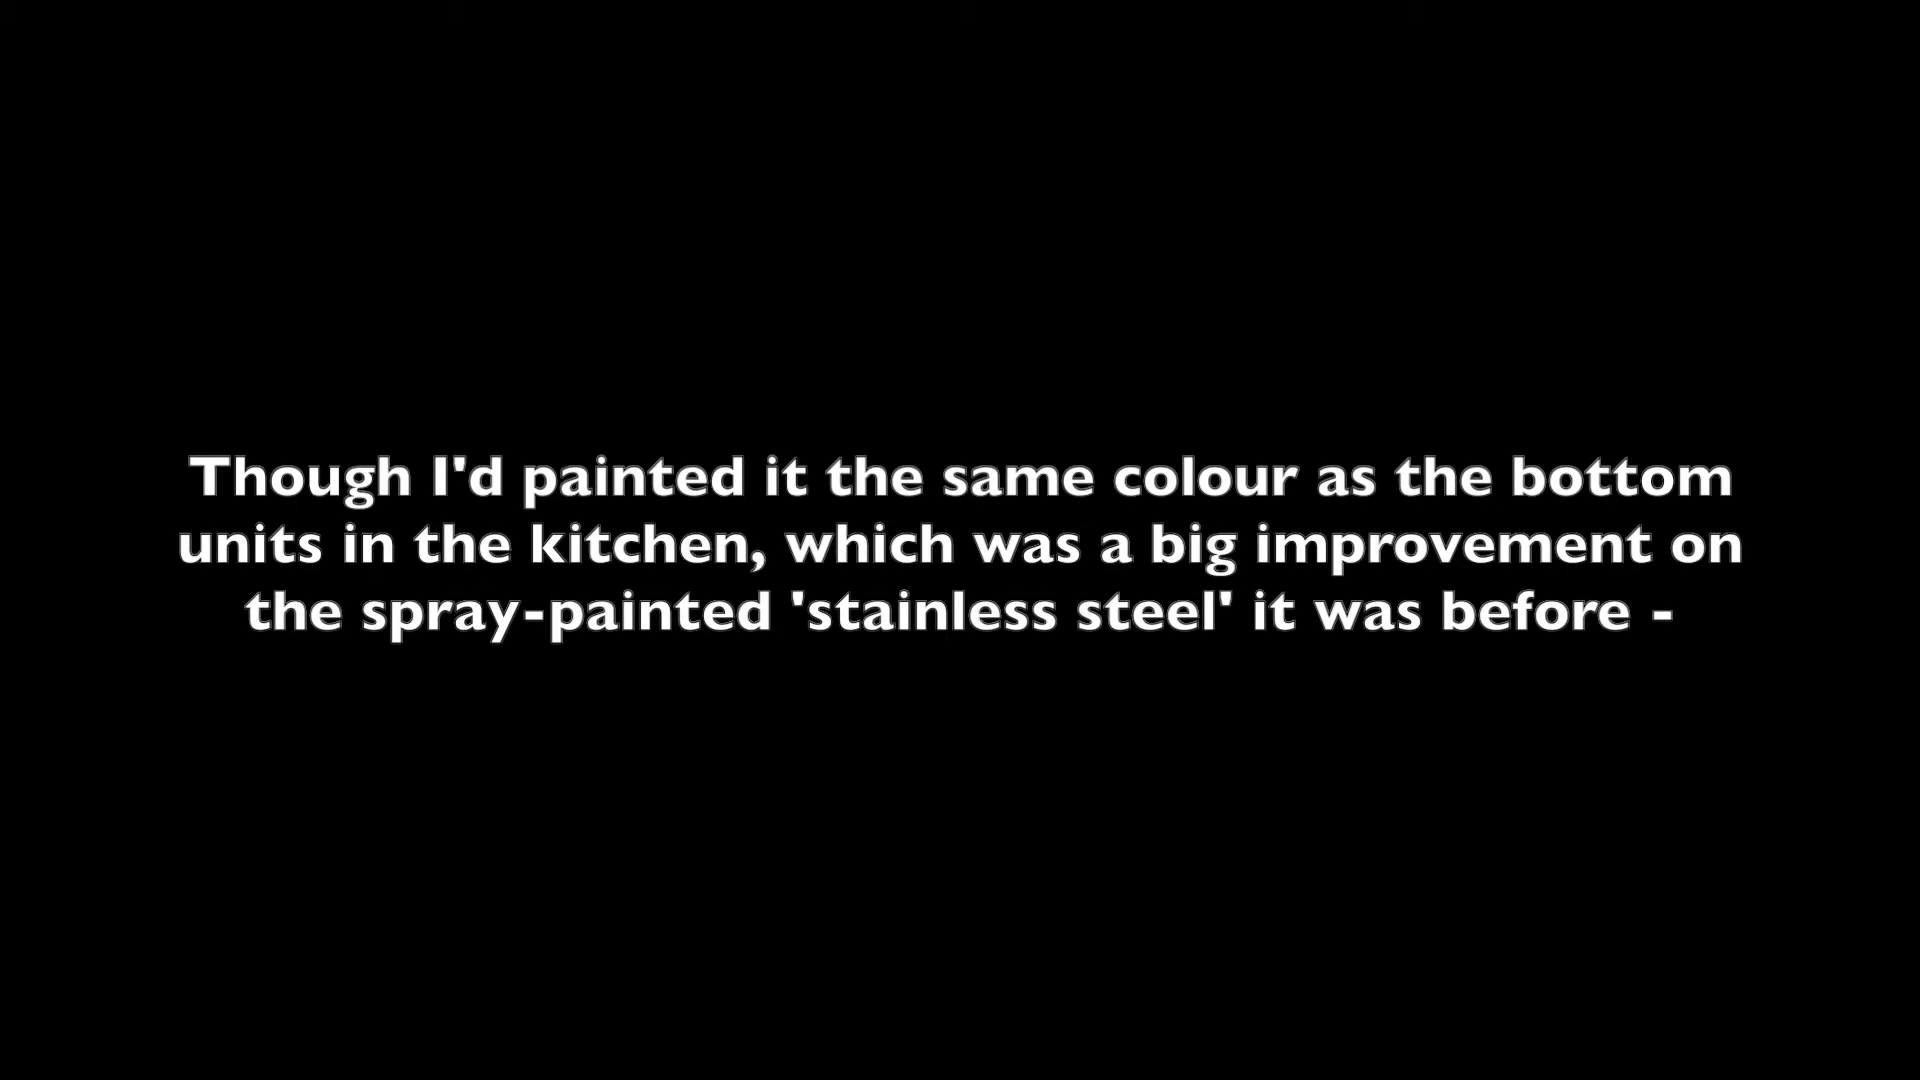 Though I'd painted it the same colour as the bottom
units in the kitchen, which was a big improvement on
the spray-painted 'stainless steel' it was before -